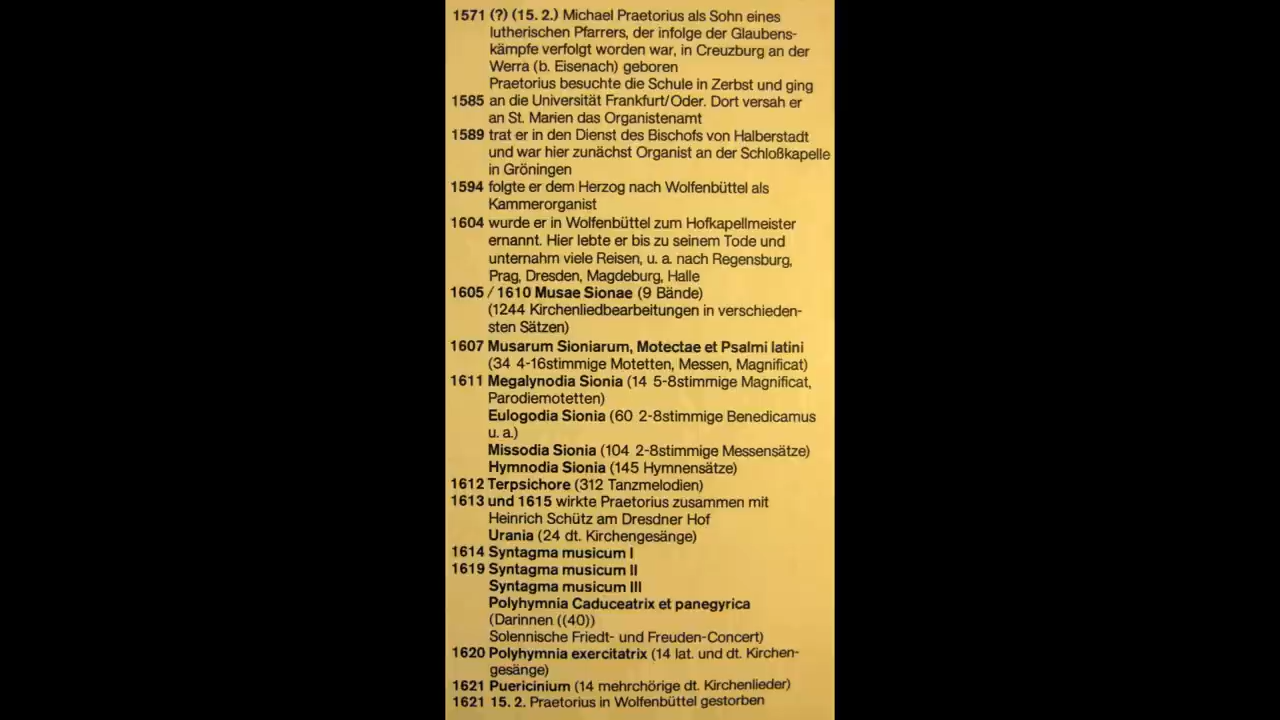 1571 (?) (15. 2.) Michael Praetorius als Sohn eines
lutherischen Pfarrers, der infolge der Glaubens-
kämpfe verfolgt worden war, in Creuzburg an der
Werra (b. Eisenach) geboren
Praetorius besuchte die Schule in Zerbst und ging
1585 an die Universität Frankfurt/Oder. Dort versah er
an St. Marien das Organistenamt
1589 trat er in den Dienst des Bischofs von Halberstadt
und war hier zunächst Organist an der Schloßkapelle
in Gröningen
1594 folgte er dem Herzog nach Wolfenbüttel als
Kammerorganist
1604 wurde er in Wolfenbüttel zum Hofkapellmeister
ernannt. Hier lebte er bis zu seinem Tode und
unternahm viele Reisen, u. a. nach Regensburg,
Prag, Dresden, Magdeburg, Halle
1605 / 1610 Musae Sionae (9 Bände)
(1244 Kirchenliedbearbeitungen in verschieden-
sten Sätzen)
1607 Musarum Sioniarum, Motectae et Psalmi latini
(34 4-16stimmige Motetten, Messen, Magnificat)
1611 Megalynodia Sionia (14 5-8stimmige Magnificat,
Parodiemotetten)
Eulogodia Sionia (60 2-8stimmige Benedicamus
u. a.)
Missodia Sionia (104 2-8stimmige Messensätze)
Hymnodia Sionia (145 Hymnensätze)
1612 Terpsichore (312 Tanzmelodien)
1613 und 1615 wirkte Praetorius zusammen mit
Heinrich Schütz am Dresdner Hof
Urania (24 dt. Kirchengesänge)
1614 Syntagma musicum I
1619 Syntagma musicum II
Syntagma musicum III
Polyhymnia Caduceatrix et panegyrica
(Darinnen ((40))
Solennische Friedt- und Freuden-Concert)
1620 Polyhymnia exercitatrix (14 lat. und dt. Kirchen-
gesänge)
1621 Puericinium (14 mehrchörige dt. Kirchenlieder)
1621 15. 2. Praetorius in Wolfenbüttel gestorben